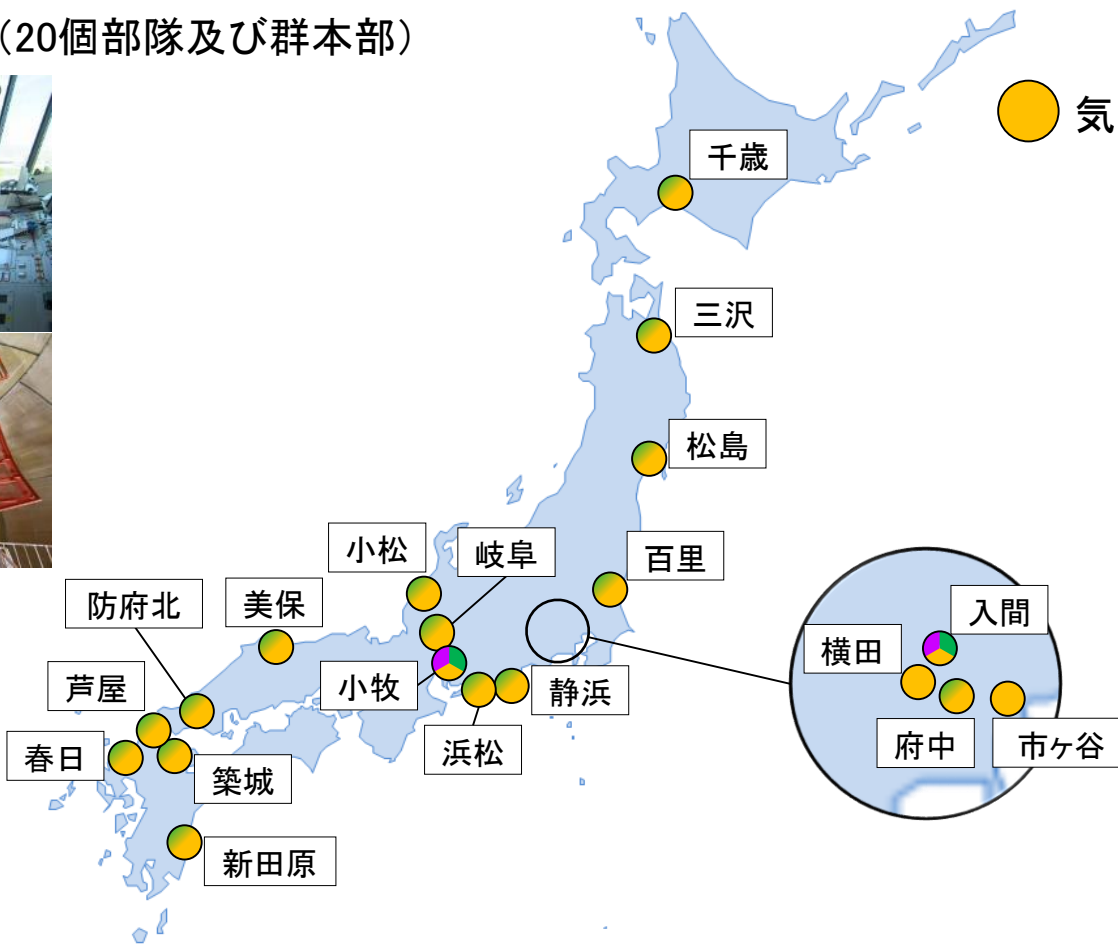 (20個部隊及び群本部)
気
千歳
三沢
松島
小松
岐阜
百里
防府北
美保
入間
横田
芦屋
小牧
静浜
春日
築城
浜松
府中
市ヶ谷
新田原